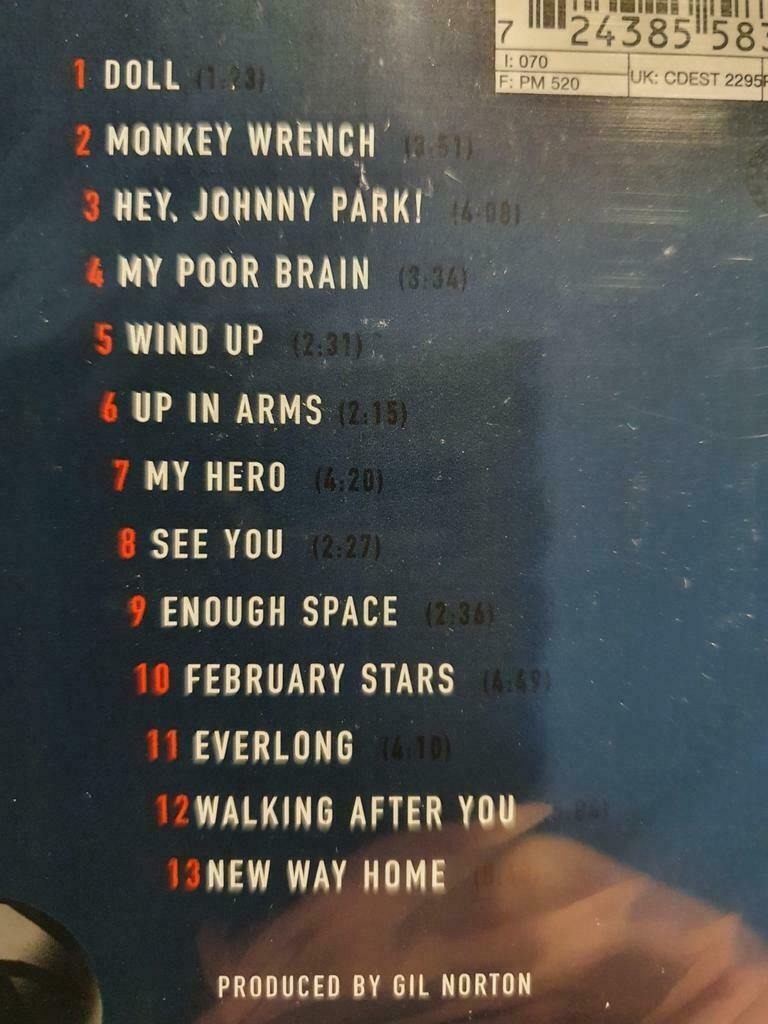 7 24385 583
I: 070
F: PM 520
UK: CDEST 2295
1 DOLL (1:23)
2 MONKEY WRENCH (3:51)
3 HEY, JOHNNY PARK! (4:08)
4 MY POOR BRAIN (3:34)
5 WIND UP (2:31)
6 UP IN ARMS (2:15)
7 MY HERO (4:20)
8 SEE YOU (2:27)
9 ENOUGH SPACE (2:36)
10 FEBRUARY STARS (4:49)
11 EVERLONG (4:10)
12 WALKING AFTER YOU
13 NEW WAY HOME
PRODUCED BY GIL NORTON